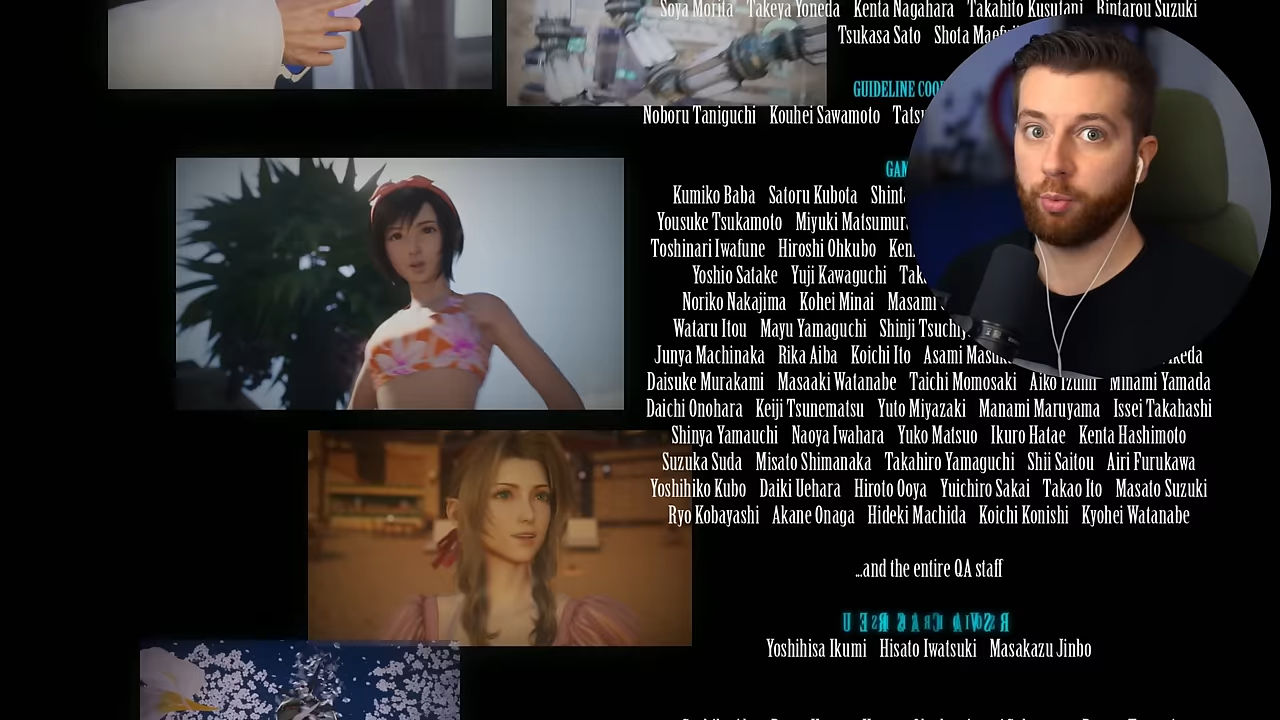 Soya Morita Takeya Yoneda Kenta Nagahara Takahito Kusutani Rintarou Suzuki
Tsukasa Sato Shota
GUIDELINE
Noboru Taniguchi Kouhei Sawamoto
Kumiko Baba Satoru Kubota
Yousuke Tsukamoto Miyuki
Toshinari Iwafune Hiroshi Ohkubo
Yoshio Satake Yuji Kawaguchi
Noriko Nakajima Kohei Minai Masami
Wataru Itou Mayu Yamaguchi Shinji
Junya Machinaka Rika Aiba Koichi Ito Asami
Daisuke Murakami Masaaki Watanabe Taichi Momosaki Aiko Izumi Minami Yamada
Daichi Onohara Keiji Tsunematsu Yuto Miyazaki Manami Maruyama Issei Takahashi
Shinya Yamauchi Naoya Iwahara Yuko Matsuo Ikuro Hatae Kenta Hashimoto
Suzuka Suda Misato Shimanaka Takahiro Yamaguchi Shii Saitou Airi Furukawa
Yoshihiko Kubo Daiki Uehara Hiroto Ooya Yuichiro Sakai Takao Ito Masato Suzuki
Ryo Kobayashi Akane Onaga Hideki Machida Koichi Konishi Kyohei Watanabe
...and the entire QA staff
Yoshihisa Ikumi Hisato Iwatsuki Masakazu Jinbo